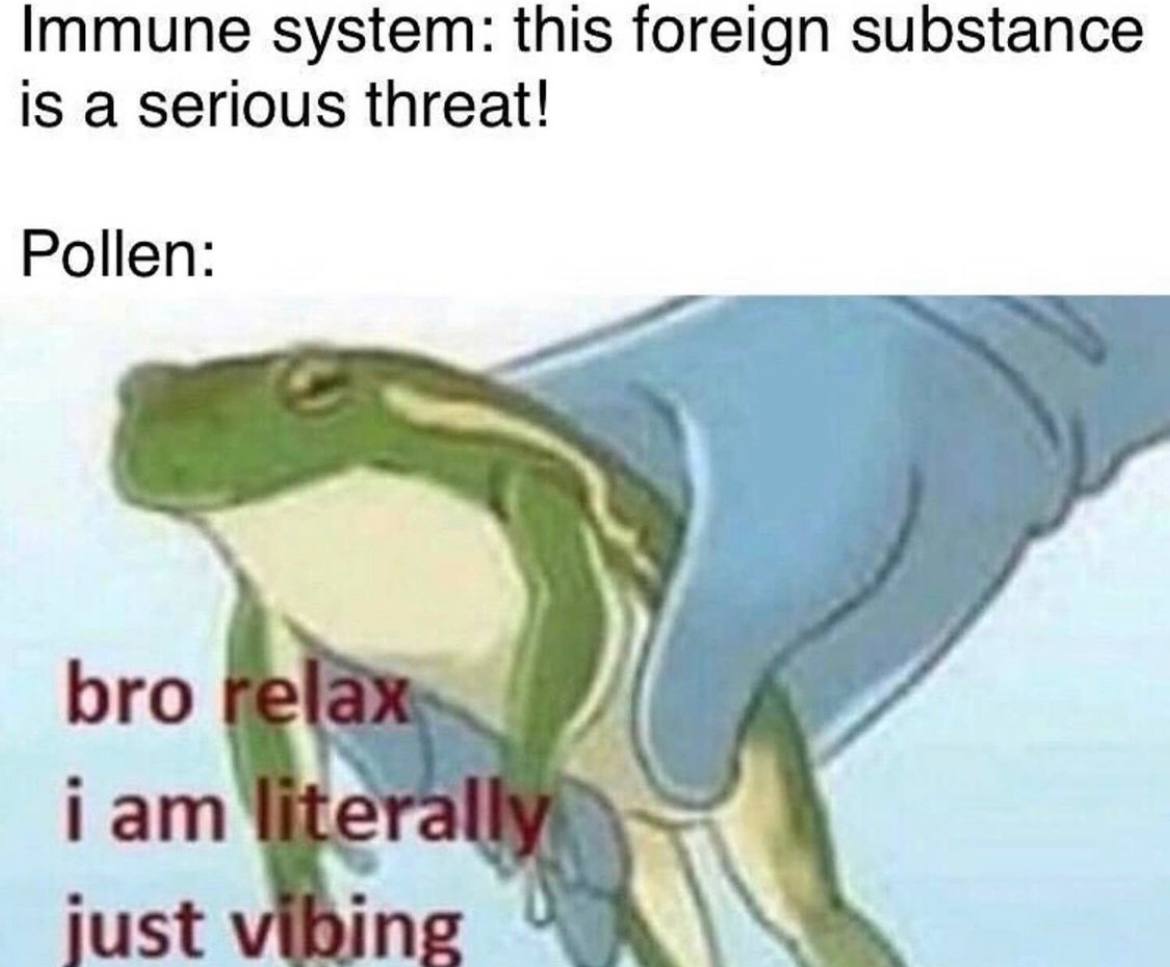 Immune system: this foreign substance
is a serious threat!
Pollen:
bro relax
i am literally
just vibing